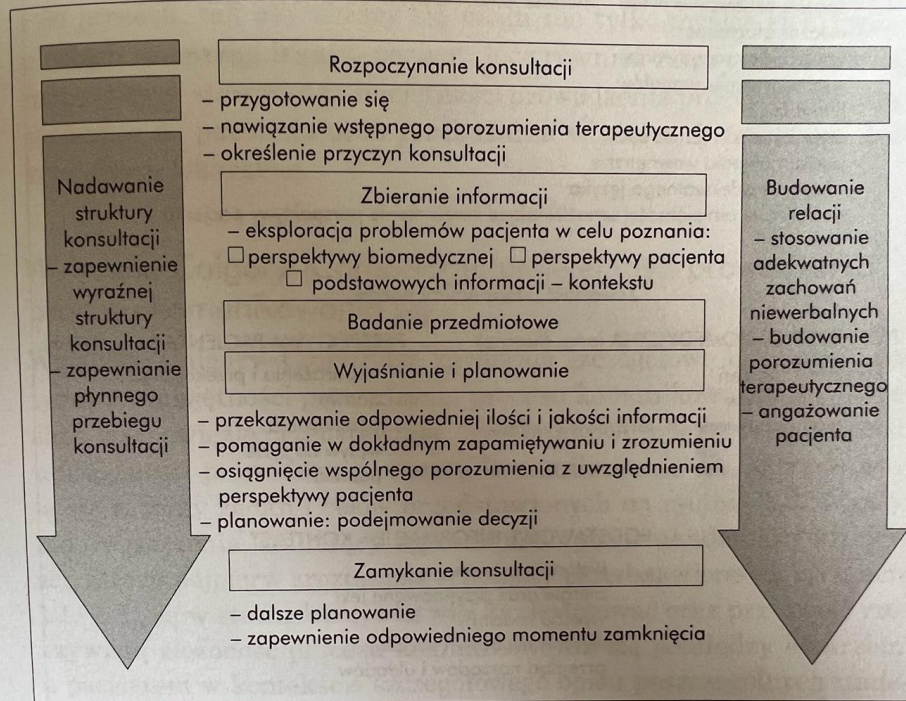 Rozpoczynanie konsultacji
– przygotowanie się
– nawiązanie wstępnego porozumienia terapeutycznego
– określenie przyczyn konsultacji
Zbieranie informacji
– eksploracja problemów pacjenta w celu poznania:
☐ perspektywy biomedycznej ☐ perspektywy pacjenta
☐ podstawowych informacji – kontekstu
Badanie przedmiotowe
Wyjaśnianie i planowanie
– przekazywanie odpowiedniej ilości i jakości informacji
– pomaganie w dokładnym zapamiętywaniu i zrozumieniu
– osiągnięcie wspólnego porozumienia z uwzględnieniem
perspektywy pacjenta
– planowanie: podejmowanie decyzji
Zamykanie konsultacji
– dalsze planowanie
– zapewnienie odpowiedniego momentu zamknięcia
Nadawanie
struktury
konsultacji
– zapewnienie
wyraźnej
struktury
konsultacji
– zapewnianie
płynnego
przebiegu
konsultacji
Budowanie
relacji
– stosowanie
adekwatnych
zachowań
niewerbalnych
– budowanie
porozumienia
terapeutycznego
– angażowanie
pacjenta